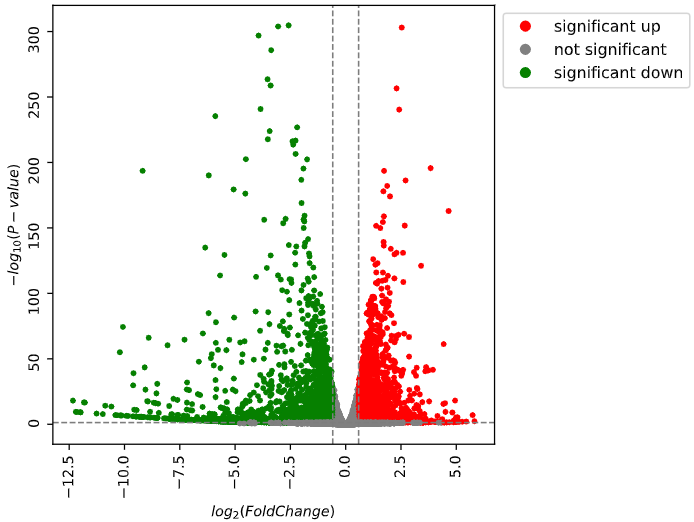 significant up
not significant
significant down
300
250
200
150
100
50
0
−log₁₀(P − value)
−12.5 −10.0 −7.5 −5.0 −2.5 0.0 2.5 5.0
log₂(FoldChange)